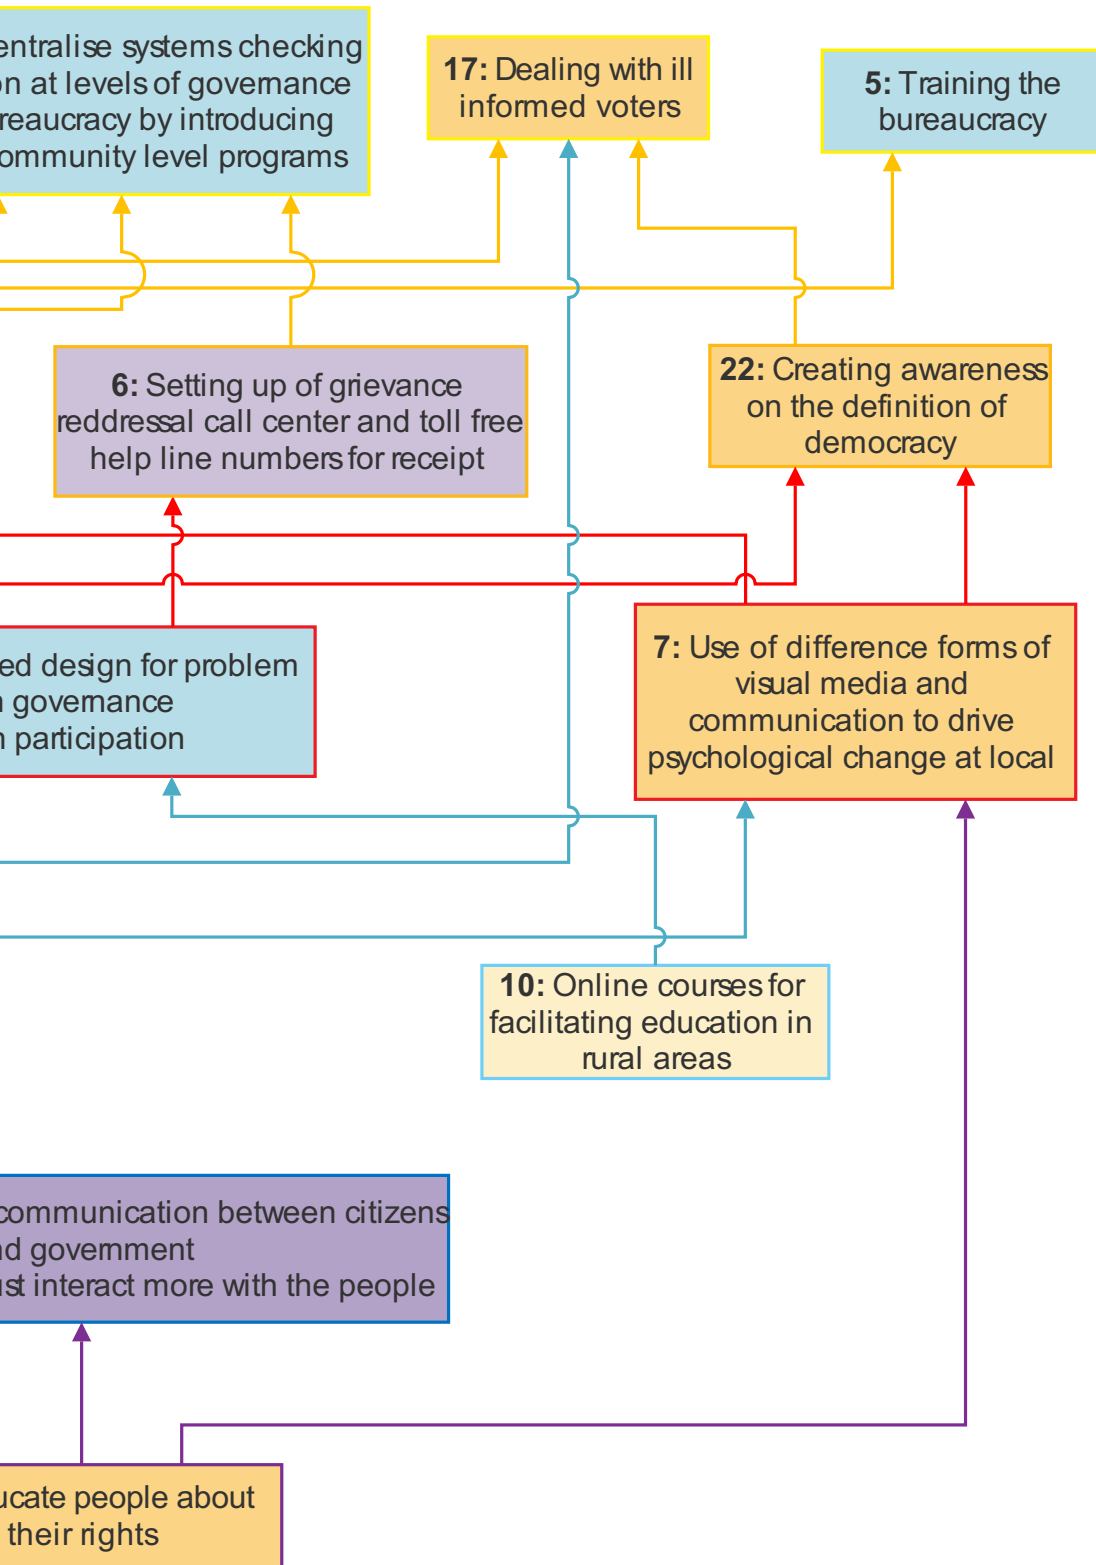 entralise systems checking
on at levels of governance
reaucracy by introducing
ommunity level programs
17: Dealing with ill
informed voters
5: Training the
bureaucracy
6: Setting up of grievance
reddressal call center and toll free
help line numbers for receipt
22: Creating awareness
on the definition of
democracy
ed design for problem
governance
participation
7: Use of difference forms of
visual media and
communication to drive
psychological change at local
10: Online courses for
facilitating education in
rural areas
communication between citizens
nd government
ust interact more with the people
ucate people about
their rights